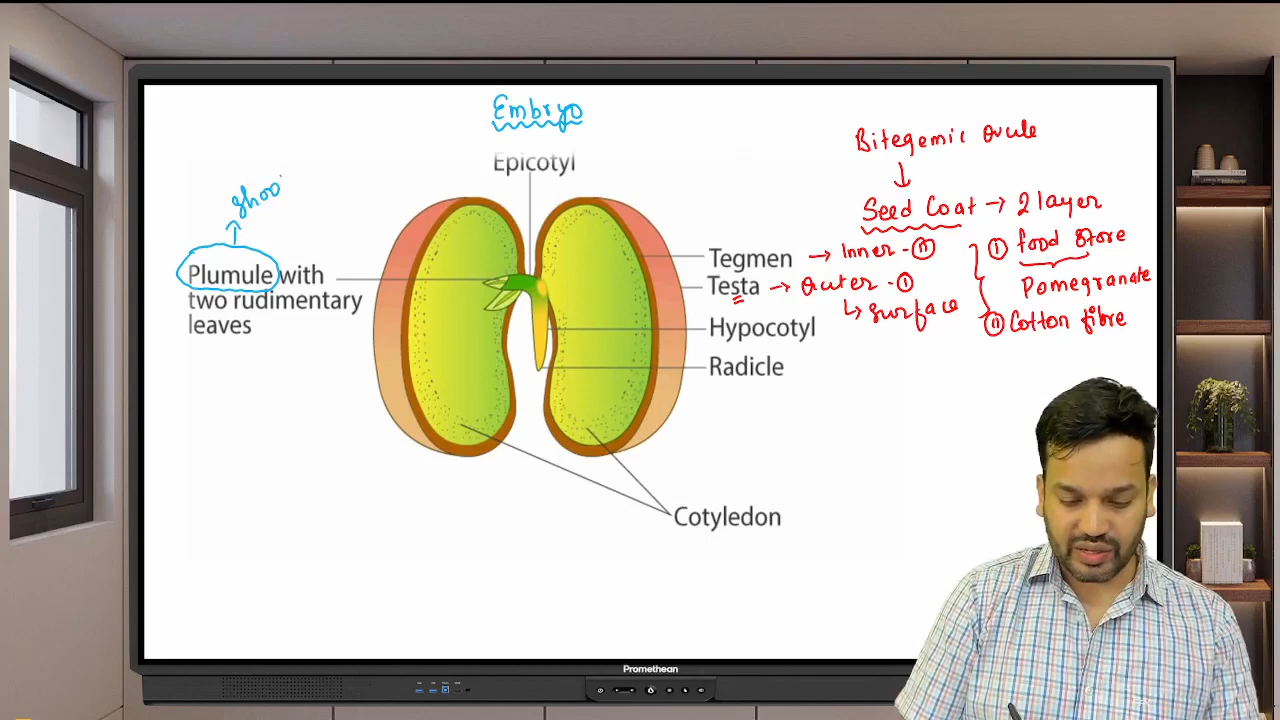 Embryo
Epicotyl
Bitegemic ovule
Seed Coat → 2 layer
Plumule with
two rudimentary
leaves
Tegmen → Inner - II
Testa → Outer - I
↳ Surface
I food store
Pomegranate
II Cotton fibre
Hypocotyl
Radicle
Cotyledon
Promethean